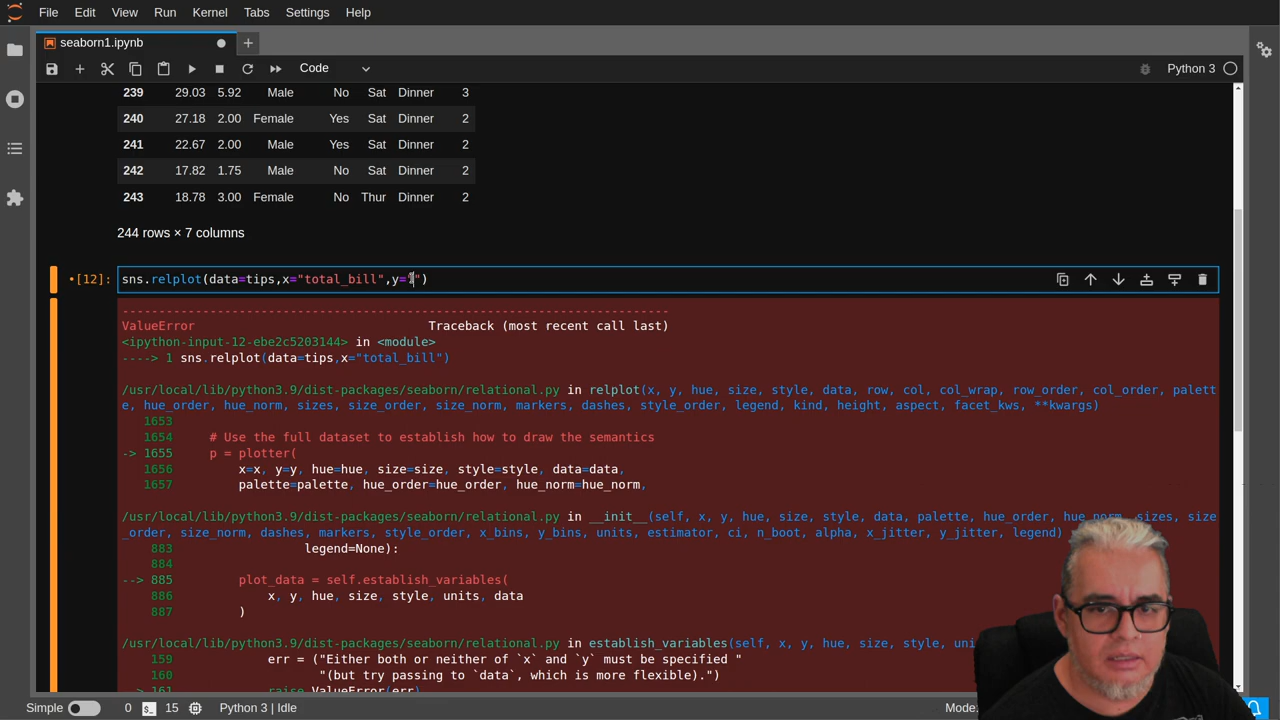 File Edit View Run Kernel Tabs Settings Help
seaborn1.ipynb
Code
Python 3
239 29.03 5.92 Male No Sat Dinner 3
240 27.18 2.00 Female Yes Sat Dinner 2
241 22.67 2.00 Male Yes Sat Dinner 2
242 17.82 1.75 Male No Sat Dinner 2
243 18.78 3.00 Female No Thur Dinner 2
244 rows × 7 columns
[12]: sns.relplot(data=tips,x="total_bill",y="")
---------------------------------------------------------------------------
ValueError Traceback (most recent call last)
<ipython-input-12-ebe2c5203144> in <module>
----> 1 sns.relplot(data=tips,x="total_bill")
/usr/local/lib/python3.9/dist-packages/seaborn/relational.py in relplot(x, y, hue, size, style, data, row, col, col_wrap, row_order, col_order, palett
e, hue_order, hue_norm, sizes, size_order, size_norm, markers, dashes, style_order, legend, kind, height, aspect, facet_kws, **kwargs)
1653
1654 # Use the full dataset to establish how to draw the semantics
-> 1655 p = plotter(
1656 x=x, y=y, hue=hue, size=size, style=style, data=data,
1657 palette=palette, hue_order=hue_order, hue_norm=hue_norm,
/usr/local/lib/python3.9/dist-packages/seaborn/relational.py in __init__(self, x, y, hue, size, style, data, palette, hue_order, hue_norm, sizes, size
_order, size_norm, dashes, markers, style_order, x_bins, y_bins, units, estimator, ci, n_boot, alpha, x_jitter, y_jitter, legend)
883 legend=None):
884
--> 885 plot_data = self.establish_variables(
886 x, y, hue, size, style, units, data
887 )
/usr/local/lib/python3.9/dist-packages/seaborn/relational.py in establish_variables(self, x, y, hue, size, style,
159 err = ("Either both or neither of `x` and `y` must be specified "
160 "(but try passing to `data`, which is more flexible).")
-> 161 raise ValueError(err)
Simple 0 15 Python 3 | Idle Mode: